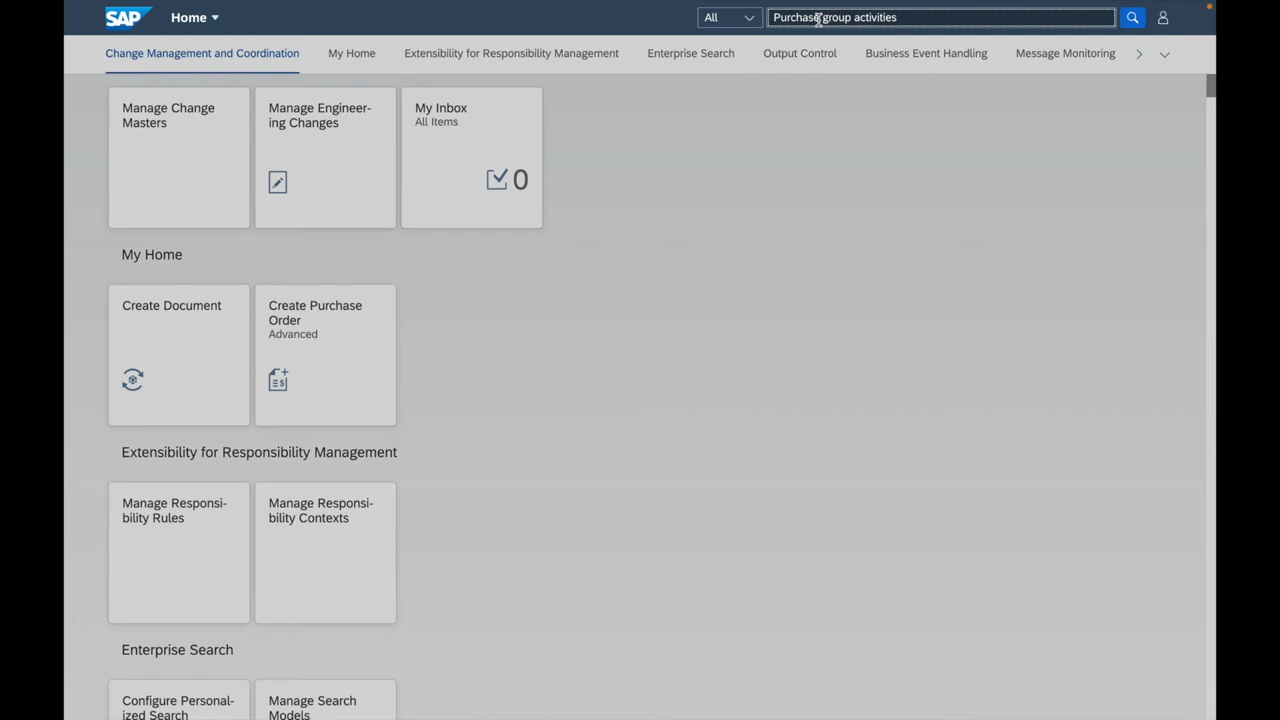 SAP Home All Purchase group activities
Change Management and Coordination My Home Extensibility for Responsibility Management Enterprise Search Output Control Business Event Handling Message Monitoring
Manage Change
Masters
Manage Engineer-
ing Changes
My Inbox
All Items
0
My Home
Create Document
Create Purchase
Order
Advanced
Extensibility for Responsibility Management
Manage Responsi-
bility Rules
Manage Responsi-
bility Contexts
Enterprise Search
Configure Personal-
ized Search
Manage Search
Models